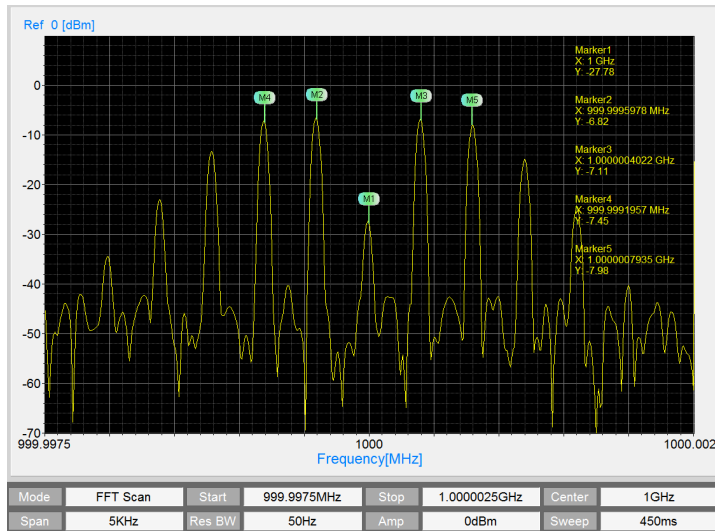 Ref 0 [dBm]
Marker1
X: 1 GHz
Y: -27.78
Marker2
X: 999.9995978 MHz
Y: -6.82
Marker3
X: 1.0000004022 GHz
Y: -7.11
Marker4
X: 999.9991957 MHz
Y: -7.45
Marker5
X: 1.0000007935 GHz
Y: -7.98
M4
M2
M3
M5
M1
0
-10
-20
-30
-40
-50
-60
-70
999.9975
1000
1000.002
Frequency[MHz]
Mode FFT Scan Start 999.9975MHz Stop 1.0000025GHz Center 1GHz
Span 5KHz Res BW 50Hz Amp 0dBm Sweep 450ms